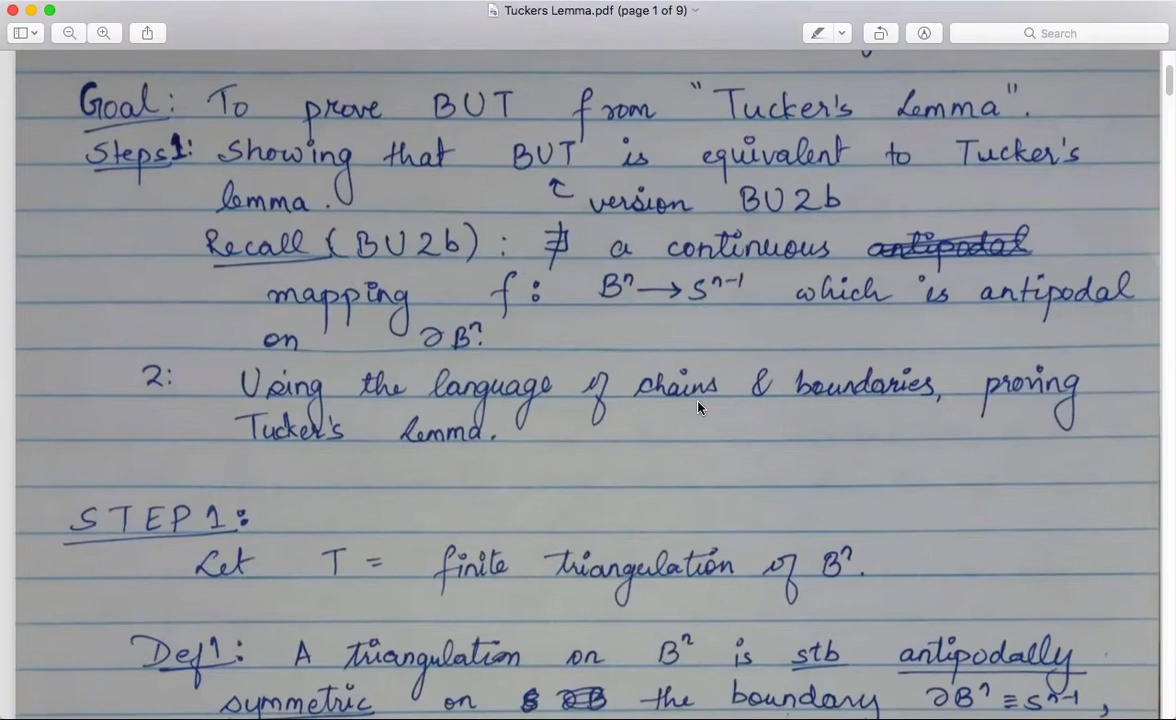 Tuckers Lemma.pdf (page 1 of 9)
Search
Goal: To prove BUT from "Tucker's Lemma".
Steps 1: Showing that BUT is equivalent to Tucker's
lemma. version BU2b
Recall (BU2b) : ∄ a continuous
mapping f : Bⁿ → Sⁿ⁻¹ which is antipodal
on ∂Bⁿ.
2: Using the language of chains & boundaries, proving
Tucker's Lemma.
STEP 1:
Let T = finite triangulation of Bⁿ.
Defⁿ: A triangulation on Bⁿ is stb antipodally
symmetric on the boundary ∂Bⁿ ≡ Sⁿ⁻¹,